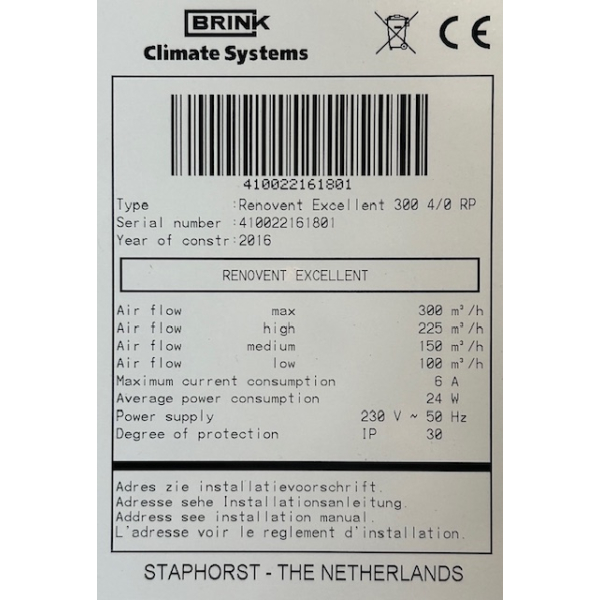 BRINK
Climate Systems
CE
410022161801
Type :Renovent Excellent 300 4/0 RP
Serial number :410022161801
Year of constr:2016
RENOVENT EXCELLENT
Air flow max 300 m³/h
Air flow high 225 m³/h
Air flow medium 150 m³/h
Air flow low 100 m³/h
Maximum current consumption 6 A
Average power consumption 24 W
Power supply 230 V ~ 50 Hz
Degree of protection IP 30
Adres zie installatievoorschrift.
Adresse sehe Installationsanleitung.
Address see installation manual.
L'adresse voir le reglement d'installation.
STAPHORST - THE NETHERLANDS